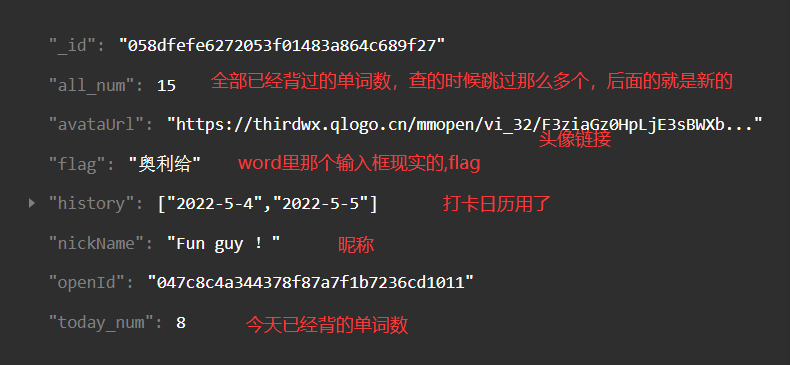 "_id": "058dfefe6272053f01483a864c689f27"
"all_num": 15 全部已经背过的单词数，查的时候跳过那么多个，后面的就是新的
"avataUrl": "https://thirdwx.qlogo.cn/mmopen/vi_32/F3ziaGz0HpLjE3sBWXb..."
头像链接
"flag": "奥利给" word里那个输入框现实的,flag
"history": ["2022-5-4","2022-5-5"] 打卡日历用了
"nickName": "Fun guy ！" 昵称
"openId": "047c8c4a344378f87a7f1b7236cd1011"
"today_num": 8 今天已经背的单词数